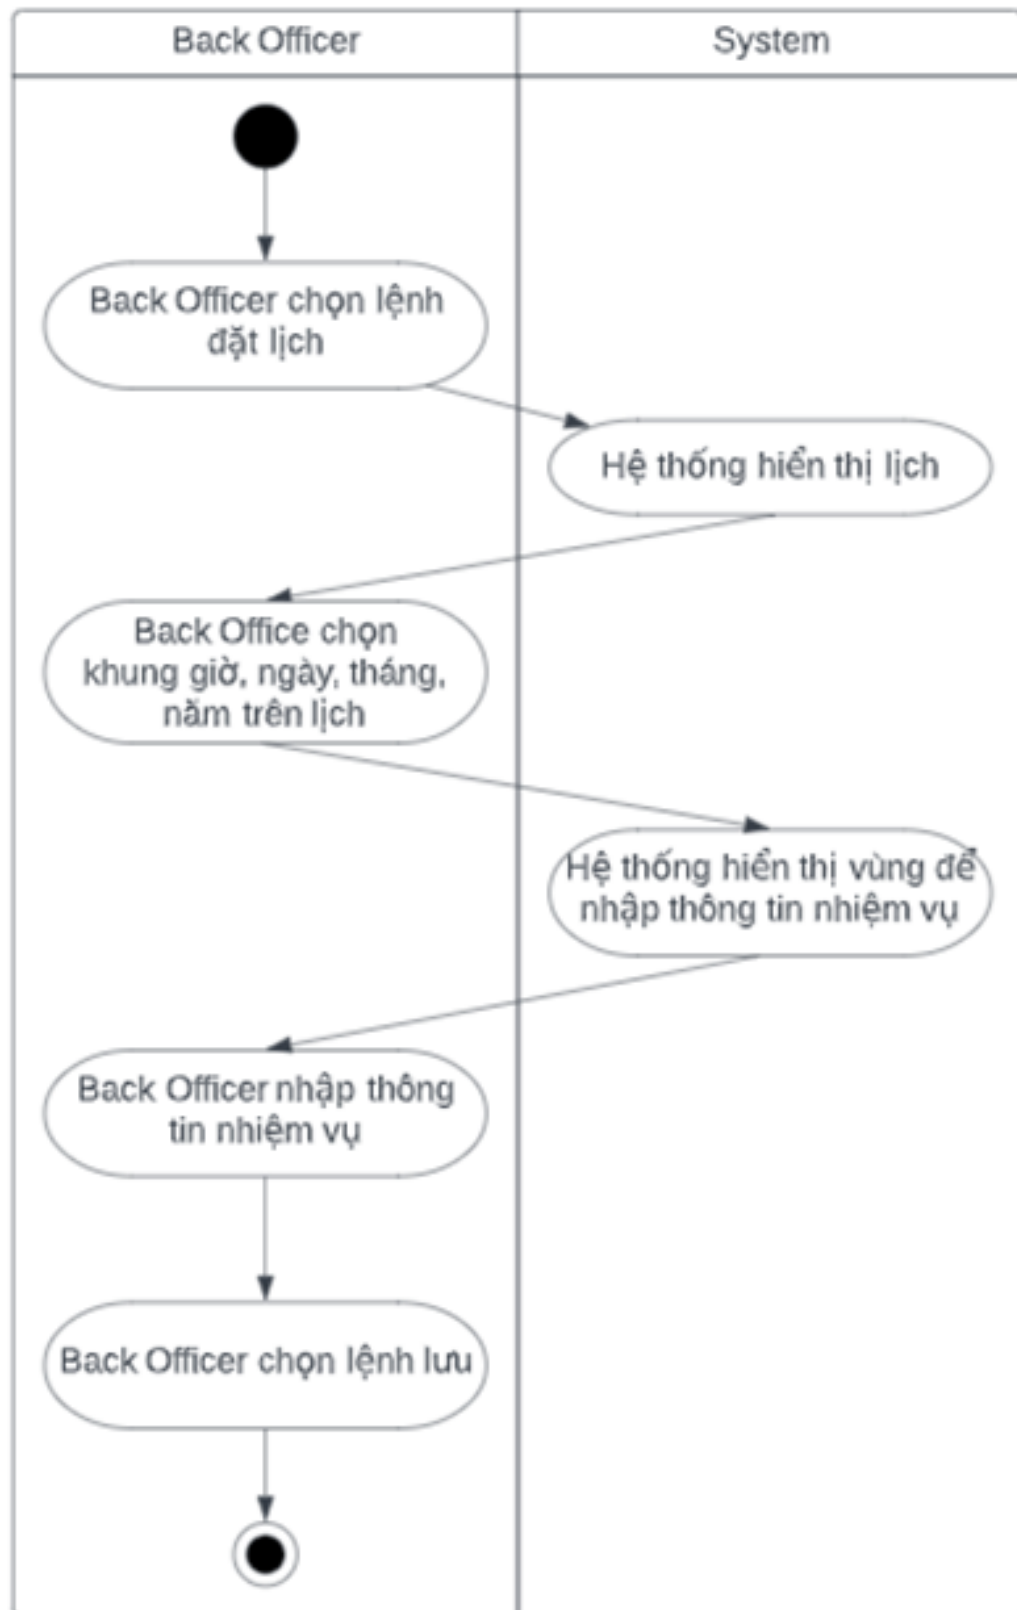 Back Officer
System
Back Officer chọn lệnh
đặt lịch
Hệ thống hiển thị lịch
Back Office chọn
khung giờ, ngày, tháng,
năm trên lịch
Hệ thống hiển thị vùng để
nhập thông tin nhiệm vụ
Back Officer nhập thông
tin nhiệm vụ
Back Officer chọn lệnh lưu